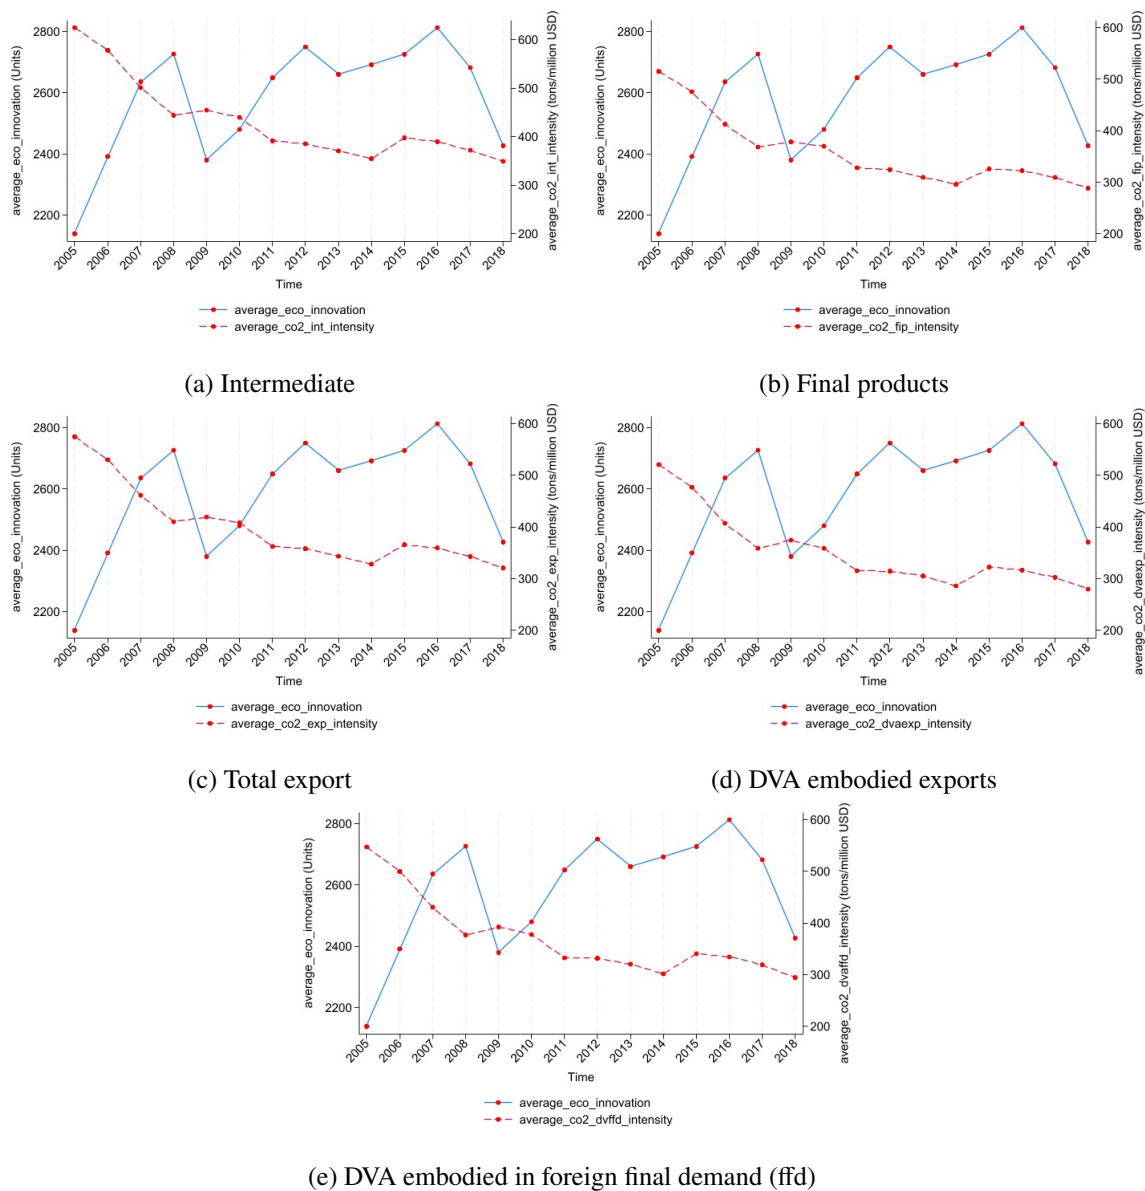 average_eco_innovation (Units)
2800
2600
2400
2200
average_co2_int_intensity (tons/million USD)
600
500
400
300
200
2005 2006 2007 2008 2009 2010 2011 2012 2013 2014 2015 2016 2017 2018
Time
average_eco_innovation
average_co2_int_intensity
(a) Intermediate
average_eco_innovation (Units)
2800
2600
2400
2200
average_co2_fip_intensity (tons/million USD)
600
500
400
300
200
2005 2006 2007 2008 2009 2010 2011 2012 2013 2014 2015 2016 2017 2018
Time
average_eco_innovation
average_co2_fip_intensity
(b) Final products
average_eco_innovation (Units)
2800
2600
2400
2200
average_co2_exp_intensity (tons/million USD)
600
500
400
300
200
2005 2006 2007 2008 2009 2010 2011 2012 2013 2014 2015 2016 2017 2018
Time
average_eco_innovation
average_co2_exp_intensity
(c) Total export
average_eco_innovation (Units)
2800
2600
2400
2200
average_co2_dvaexp_intensity (tons/million USD)
600
500
400
300
200
2005 2006 2007 2008 2009 2010 2011 2012 2013 2014 2015 2016 2017 2018
Time
average_eco_innovation
average_co2_dvaexp_intensity
(d) DVA embodied exports
average_eco_innovation (Units)
2800
2600
2400
2200
average_co2_dvaffd_intensity (tons/million USD)
600
500
400
300
200
2005 2006 2007 2008 2009 2010 2011 2012 2013 2014 2015 2016 2017 2018
Time
average_eco_innovation
average_co2_dvffd_intensity
(e) DVA embodied in foreign final demand (ffd)